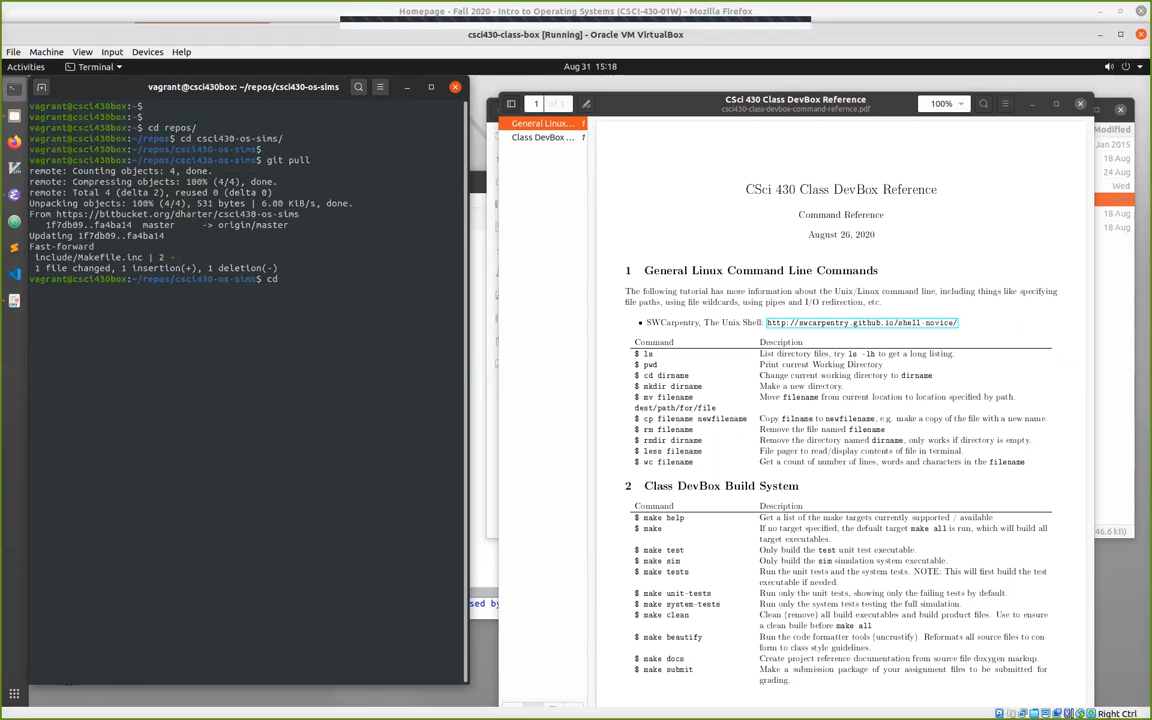 Homepage - Fall 2020 - Intro to Operating Systems (CSCI-430-01W) - Mozilla Firefox
csci430-class-box [Running] - Oracle VM VirtualBox
File Machine View Input Devices Help
Activities Terminal Aug 31 15:18
vagrant@csci430box: ~/repos/csci430-os-sims
vagrant@csci430box:~$
vagrant@csci430box:~$
vagrant@csci430box:~$ cd repos/
vagrant@csci430box:~/repos$ cd csci430-os-sims/
vagrant@csci430box:~/repos/csci430-os-sims$
vagrant@csci430box:~/repos/csci430-os-sims$ git pull
remote: Counting objects: 4, done.
remote: Compressing objects: 100% (4/4), done.
remote: Total 4 (delta 2), reused 0 (delta 0)
Unpacking objects: 100% (4/4), 531 bytes | 6.00 KiB/s, done.
From https://bitbucket.org/dharter/csci430-os-sims
1f7db09..fa4ba14 master -> origin/master
Updating 1f7db09..fa4ba14
Fast-forward
include/Makefile.inc | 2 +-
1 file changed, 1 insertion(+), 1 deletion(-)
vagrant@csci430box:~/repos/csci430-os-sims$ cd
sed by
CSci 430 Class DevBox Reference
csci430-class-devbox-command-reference.pdf
1 of 1
100%
General Linux... 1
Class DevBox ... 1
CSci 430 Class DevBox Reference
Command Reference
August 26, 2020
1 General Linux Command Line Commands
The following tutorial has more information about the Unix/Linux command line, including things like specifying
file paths, using file wildcards, using pipes and I/O redirection, etc.
• SWCarpentry, The Unix Shell: http://swcarpentry.github.io/shell-novice/
Command Description
$ ls List directory files, try ls -lh to get a long listing.
$ pwd Print current Working Directory
$ cd dirname Change current working directory to dirname
$ mkdir dirname Make a new directory.
$ mv filename Move filename from current location to location specified by path.
dest/path/for/file
$ cp filename newfilename Copy filname to newfilename, e.g. make a copy of the file with a new name.
$ rm filename Remove the file named filename
$ rmdir dirname Remove the directory named dirname, only works if directory is empty.
$ less filename File pager to read/display contents of file in terminal.
$ wc filename Get a count of number of lines, words and characters in the filename
2 Class DevBox Build System
Command Description
$ make help Get a list of the make targets currently supported / available
$ make If no target specified, the defualt target make all is run, which will build all
target executables.
$ make test Only build the test unit test executable.
$ make sim Only build the sim simulation system executable.
$ make tests Run the unit tests and the system tests. NOTE: This will first build the test
executable if needed.
$ make unit-tests Run only the unit tests, showing only the failing tests by default.
$ make system-tests Run only the system tests testing the full simulation.
$ make clean Clean (remove) all build executables and build product files. Use to ensure
a clean buile before make all
$ make beautify Run the code formatter tools (uncrustify). Reformats all source files to con-
form to class style guidelines.
$ make docs Create project reference documentation from source file doxygen markup.
$ make submit Make a submission package of your assignment files to be submitted for
grading.
Modified
Jan 2015
18 Aug
24 Aug
Wed
17 Aug
17 Aug
46.6 kB)
Right Ctrl